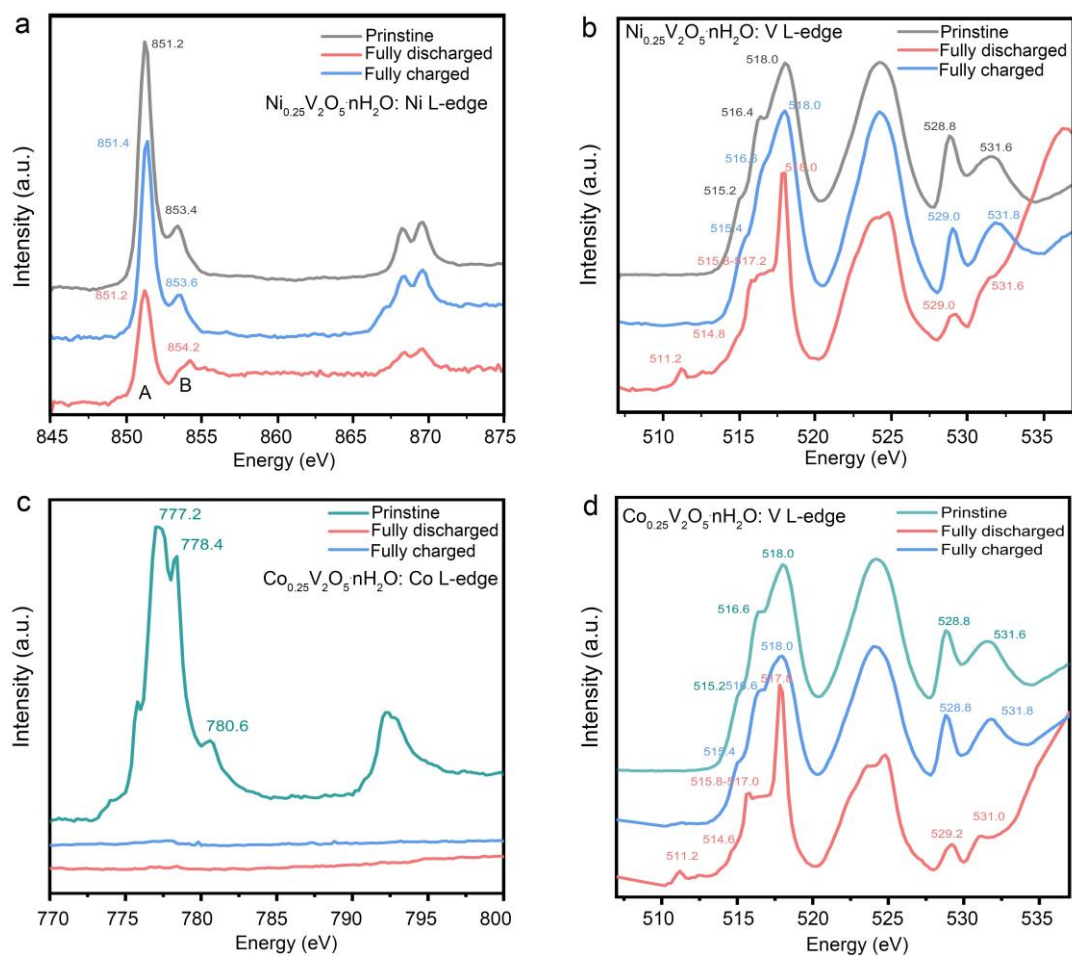 a
851.2
Prinstine
Fully discharged
Fully charged
Ni0.25V2O5·nH2O: Ni L-edge
851.4
853.4
853.6
851.2
854.2
A
B
Intensity (a.u.)
845 850 855 860 865 870 875
Energy (eV)
b
Ni0.25V2O5·nH2O: V L-edge
Prinstine
Fully discharged
Fully charged
518.0
516.4
518.0
528.8
516.6
518.0
531.6
515.2
515.4
529.0
531.8
515.8-517.2
514.8
529.0
531.6
511.2
Intensity (a.u.)
510 515 520 525 530 535
Energy (eV)
c
777.2
778.4
Prinstine
Fully discharged
Fully charged
Co0.25V2O5·nH2O: Co L-edge
780.6
Intensity (a.u.)
770 775 780 785 790 795 800
Energy (eV)
d
Co0.25V2O5·nH2O: V L-edge
Prinstine
Fully discharged
Fully charged
518.0
516.6
528.8
531.6
518.0
515.2
516.6
517.8
528.8
531.8
515.4
515.8-517.0
514.6
529.2
531.0
511.2
Intensity (a.u.)
510 515 520 525 530 535
Energy (eV)